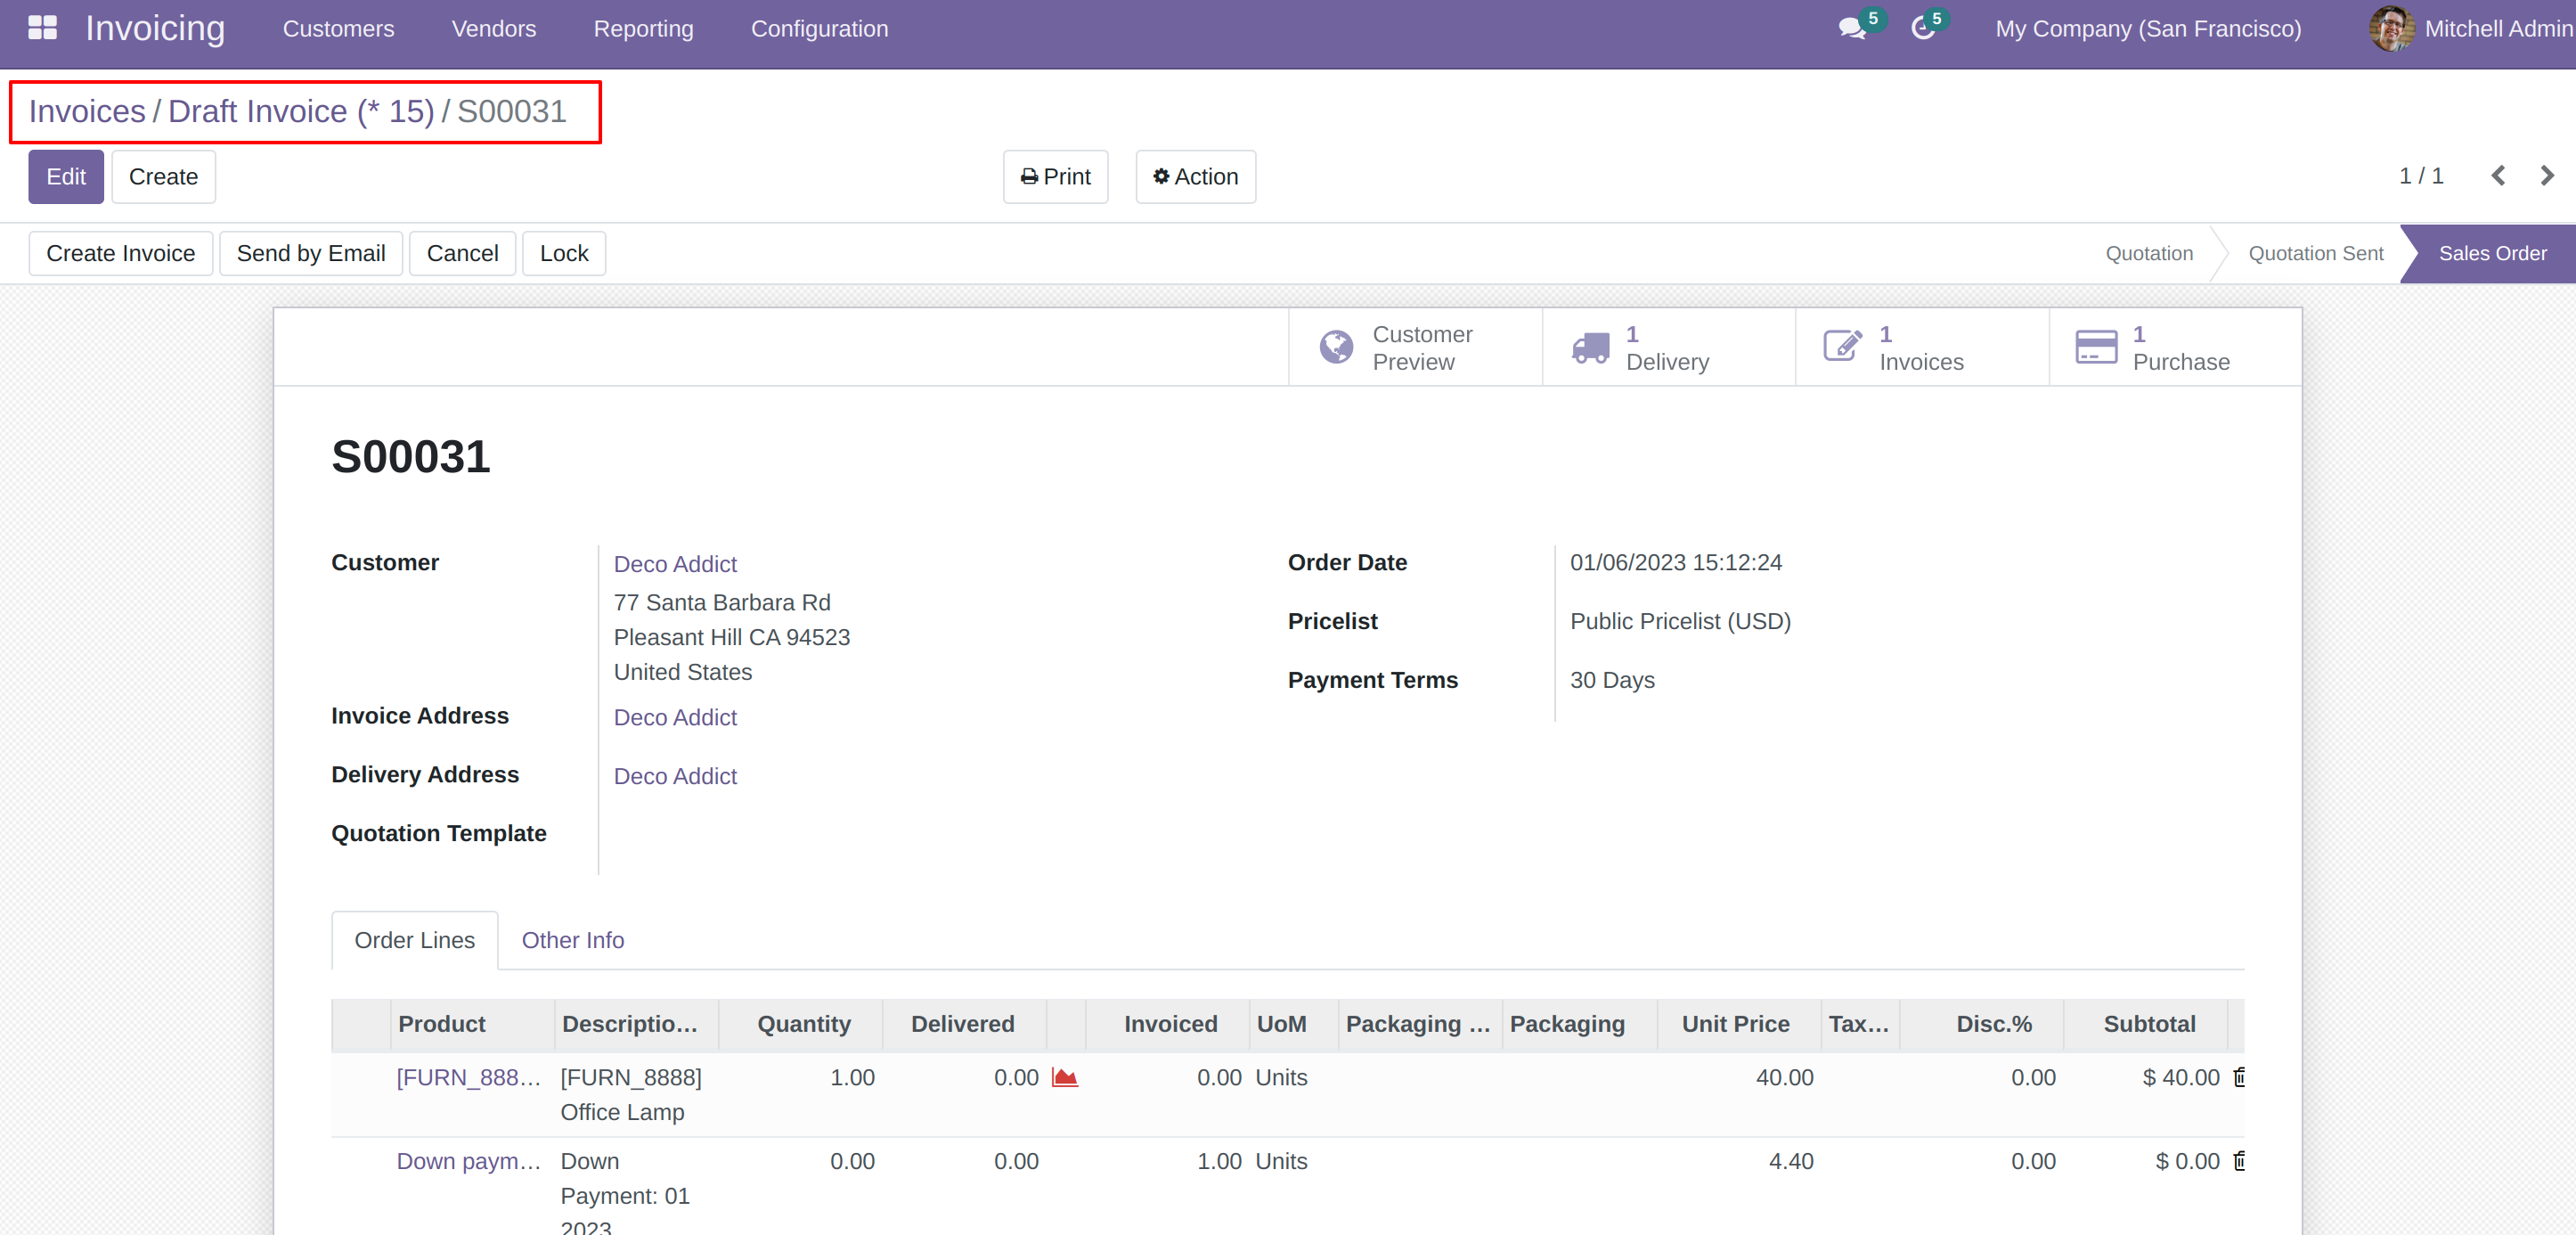 Invoicing Customers Vendors Reporting Configuration 5 5 My Company (San Francisco) Mitchell Admin
Invoices / Draft Invoice (* 15) / S00031
Edit Create Print Action 1 / 1
Create Invoice Send by Email Cancel Lock Quotation Quotation Sent Sales Order
Customer Preview
1 Delivery
1 Invoices
1 Purchase
S00031
Customer Deco Addict
77 Santa Barbara Rd
Pleasant Hill CA 94523
United States
Invoice Address Deco Addict
Delivery Address Deco Addict
Quotation Template
Order Date 01/06/2023 15:12:24
Pricelist Public Pricelist (USD)
Payment Terms 30 Days
Order Lines Other Info
Product Descriptio... Quantity Delivered Invoiced UoM Packaging ... Packaging Unit Price Tax... Disc.% Subtotal
[FURN_888... [FURN_8888] 1.00 0.00 0.00 Units 40.00 0.00 $ 40.00
Office Lamp
Down paym... Down 0.00 0.00 1.00 Units 4.40 0.00 $ 0.00
Payment: 01
2023